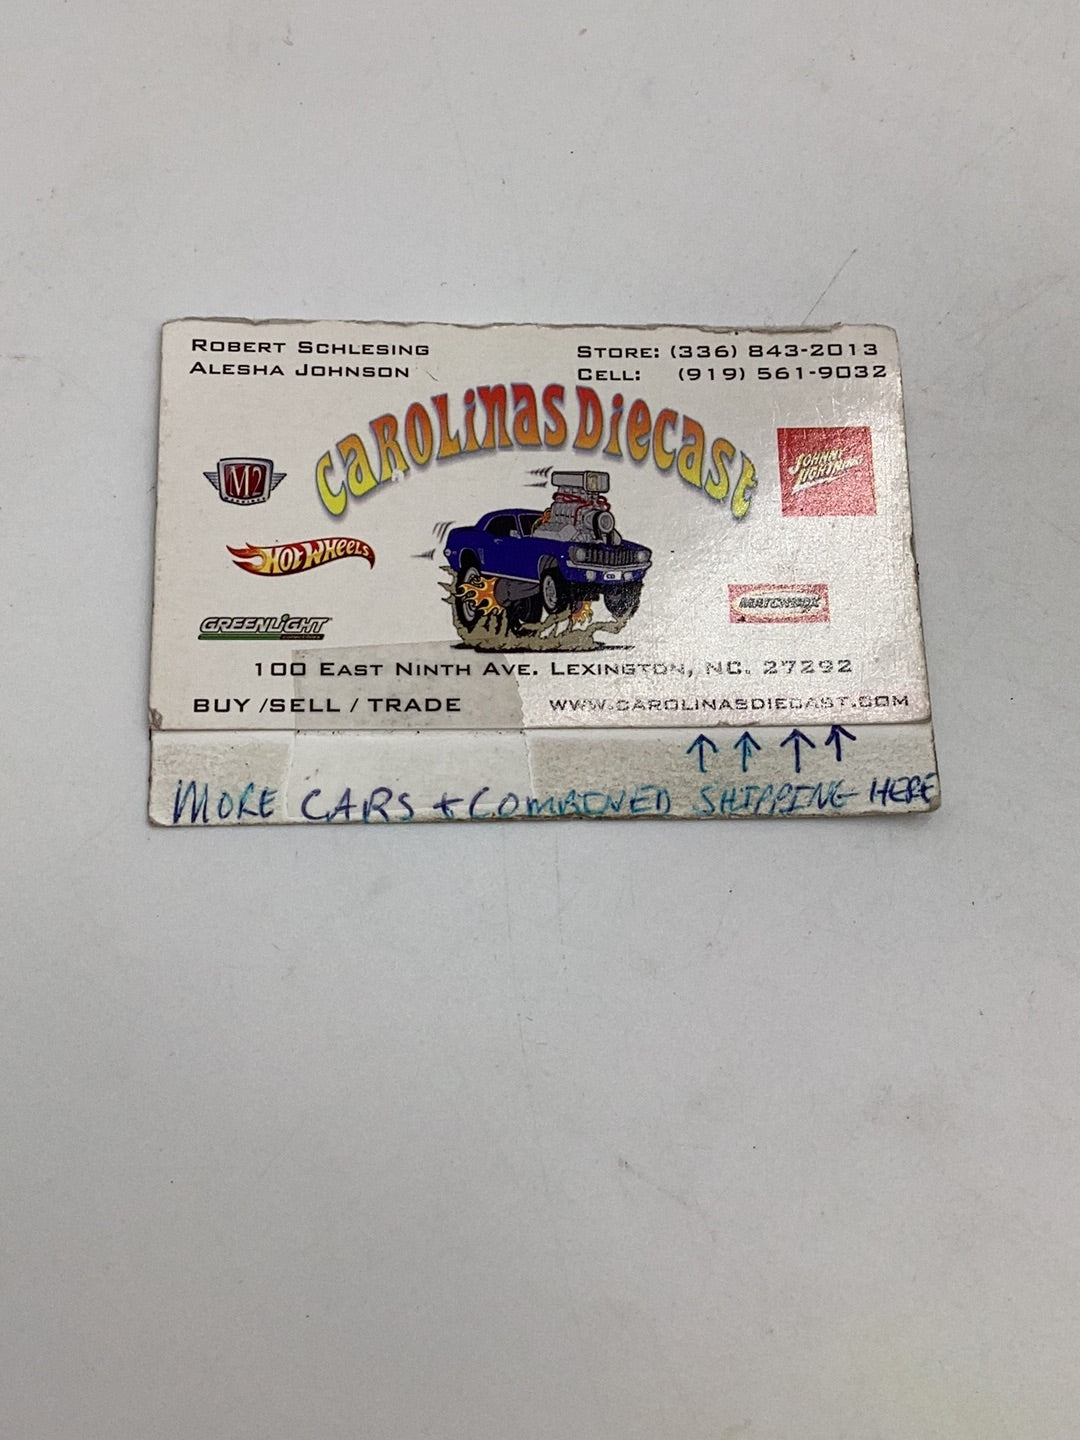 ROBERT SCHLESING
ALESHA JOHNSON
STORE: (336) 843-2013
CELL: (919) 561-9032
CAROLINAS DIECAST
M2
MACHINES
JOHNNY LIGHTNING
HOT WHEELS
MATCHBOX
GREENLIGHT
100 EAST NINTH AVE. LEXINGTON, NC. 27292
BUY /SELL / TRADE
WWW.CAROLINASDIECAST.COM
MORE CARS + COMBINED SHIPPING HERE